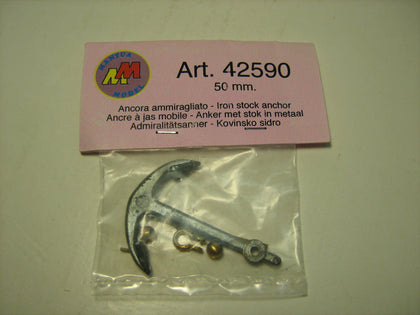 MANTUA
MODEL
Art. 42590
50 mm.
Ancora ammiragliato - Iron stock anchor
Ancre à jas mobile - Anker met stok in metaal
Admiralitätsanner - Kovinsko sidro